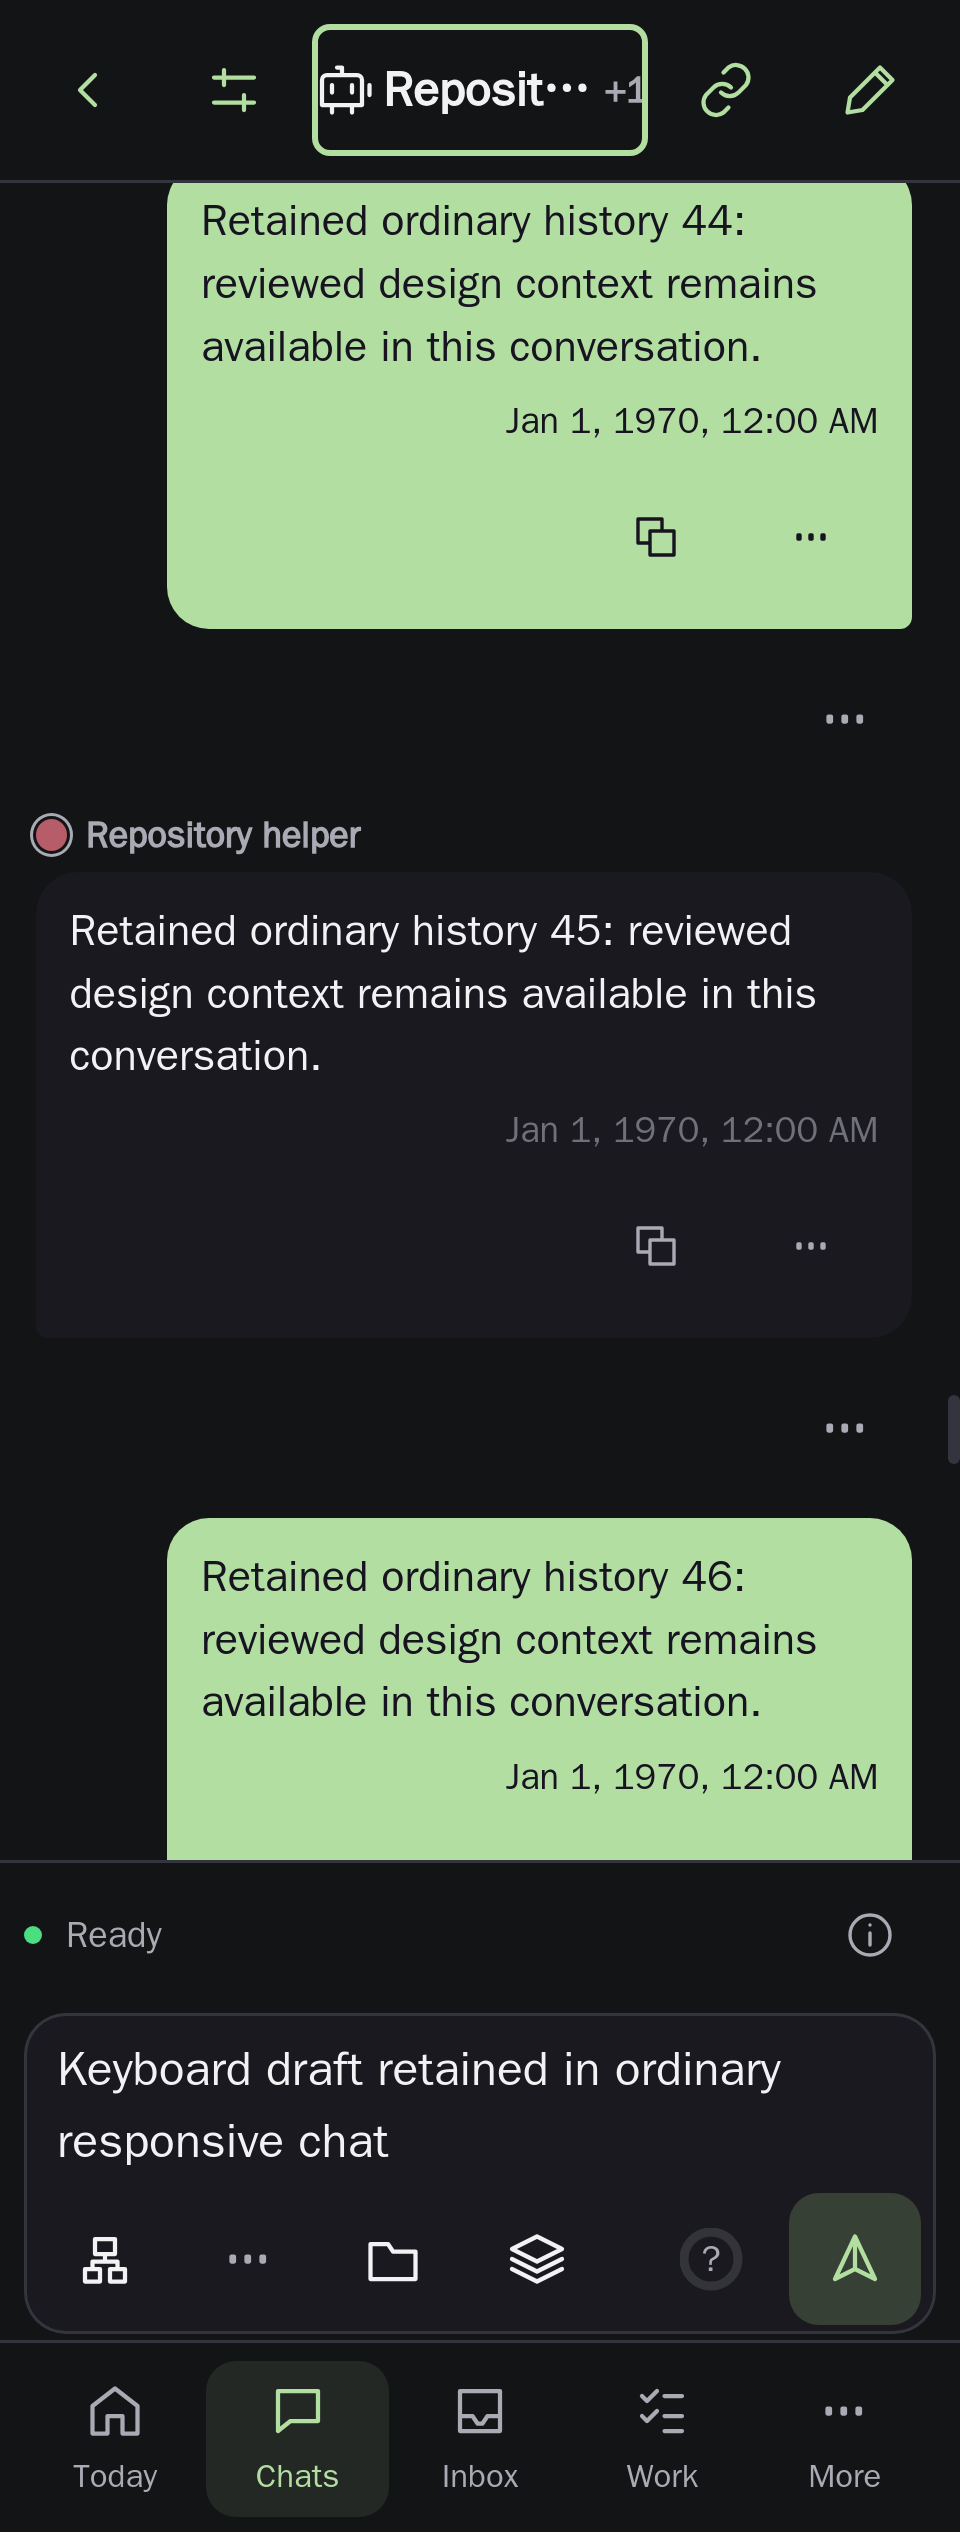 Reposit… +1
Retained ordinary history 44:
reviewed design context remains
available in this conversation.
Jan 1, 1970, 12:00 AM
Repository helper
Retained ordinary history 45: reviewed
design context remains available in this
conversation.
Jan 1, 1970, 12:00 AM
Retained ordinary history 46:
reviewed design context remains
available in this conversation.
Jan 1, 1970, 12:00 AM
Ready
Keyboard draft retained in ordinary
responsive chat
?
Today Chats Inbox Work More